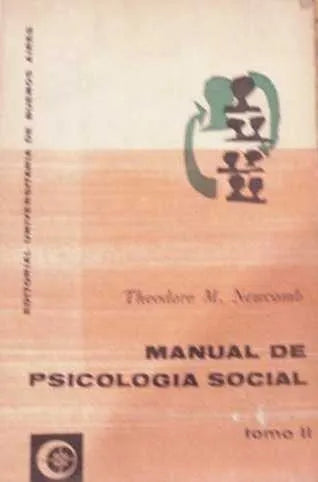 EDITORIAL UNIVERSITARIA DE BUENOS AIRES
Theodore M. Newcomb
MANUAL DE
PSICOLOGIA SOCIAL
tomo II